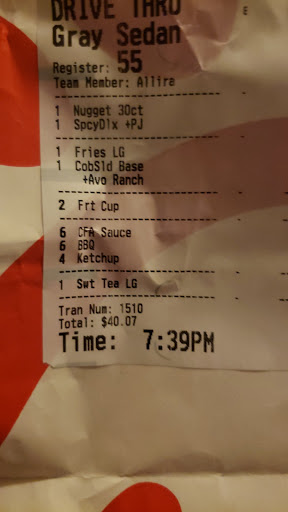 DRIVE THRU
Gray Sedan
Register: 55
Team Member: Allira
1 Nugget 30ct
1 SpcyDlx +PJ
1 Fries LG
1 CobSld Base
+Avo Ranch
2 Frt Cup
6 CFA Sauce
6 BBQ
4 Ketchup
1 Swt Tea LG
Tran Num: 1510
Total: $40.07
Time: 7:39PM